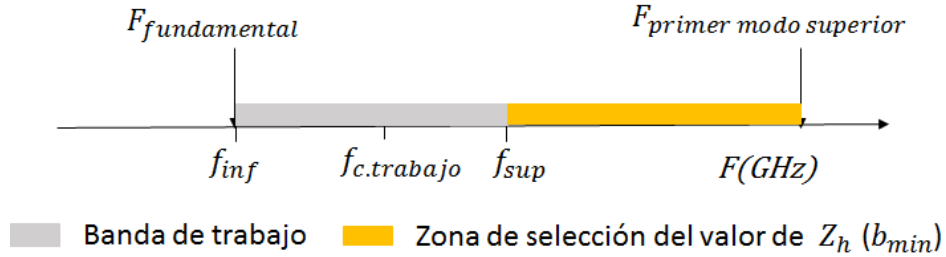 F_fundamental F_primer modo superior
f_inf f_c.trabajo f_sup F(GHz)
Banda de trabajo Zona de selección del valor de Z_h (b_min)